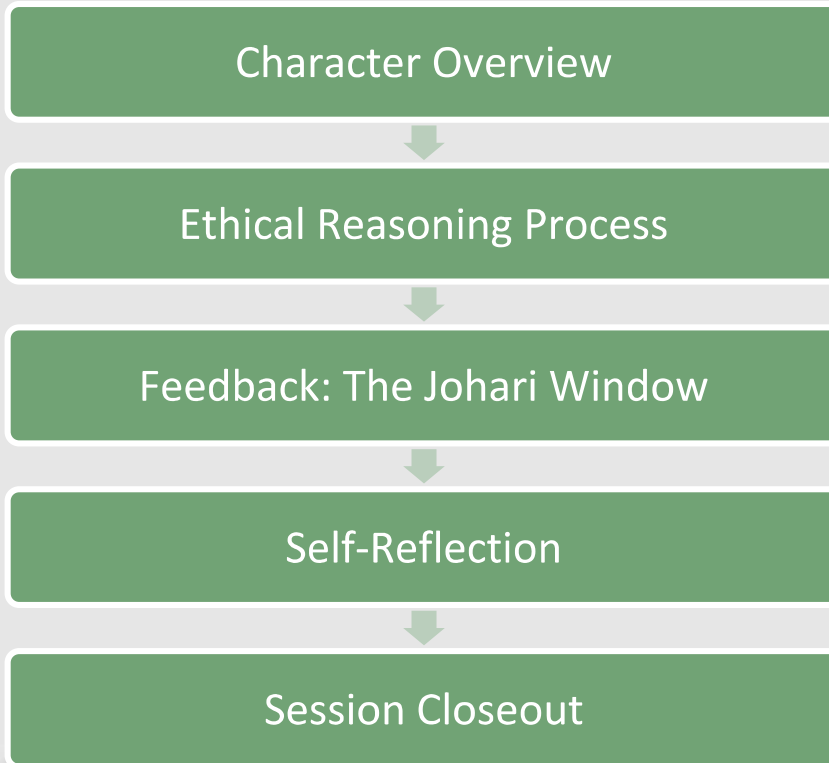 Character Overview
Ethical Reasoning Process
Feedback: The Johari Window
Self-Reflection
Session Closeout